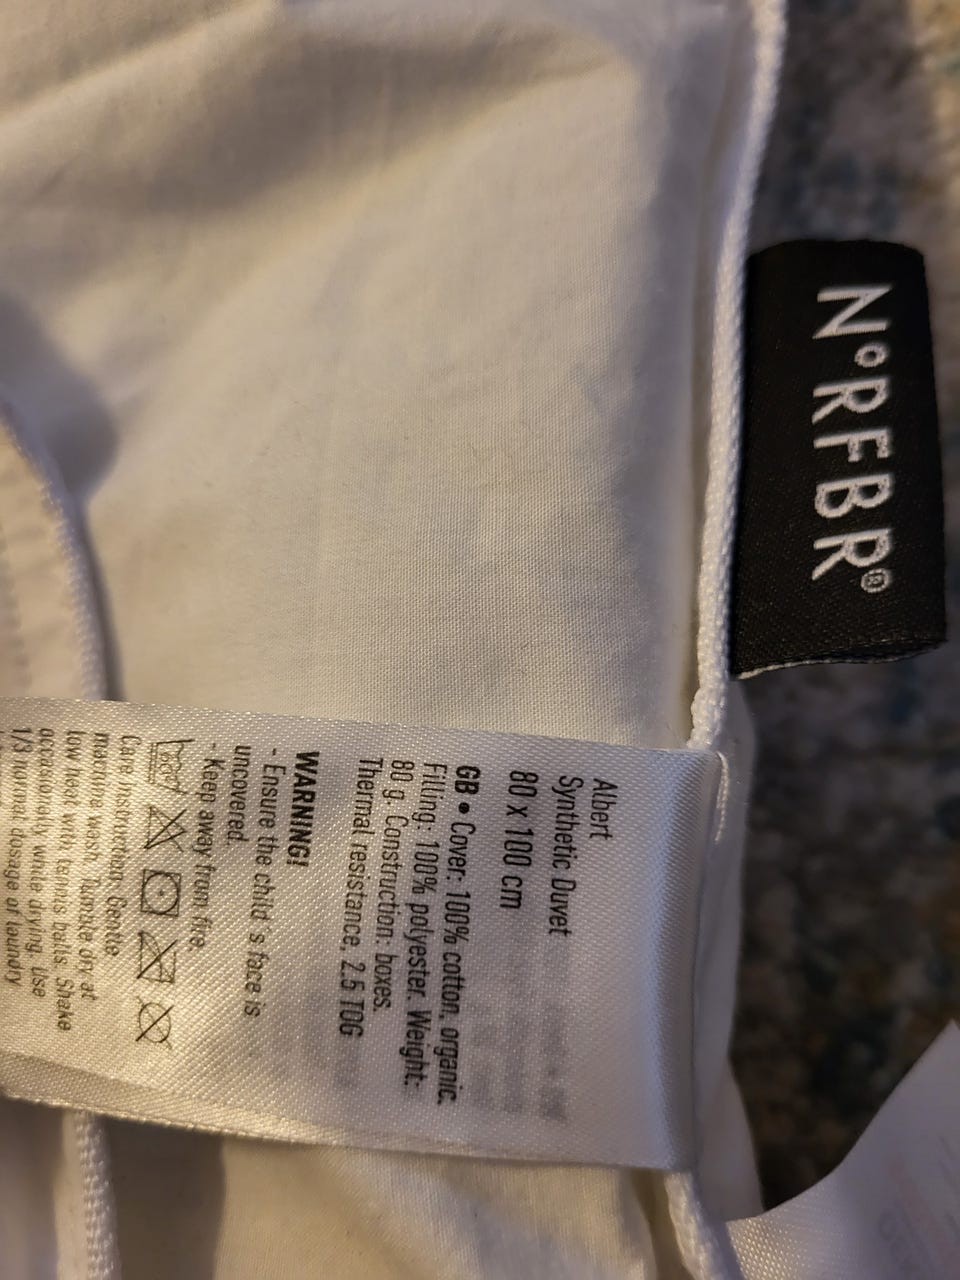 N°RFBR®
Albert
Synthetic Duvet
80 x 100 cm
GB • Cover: 100% cotton, organic.
Filling: 100% polyester. Weight:
80 g. Construction: boxes.
Thermal resistance, 2.5 TOG
WARNING!
- Ensure the child´s face is
uncovered.
- Keep away from fire.
60°
Care instruction: Gentle
machine wash. Tumble dry at
low heat with tennis balls. Shake
occasionally while drying. Use
1/3 normal dosage of laundry